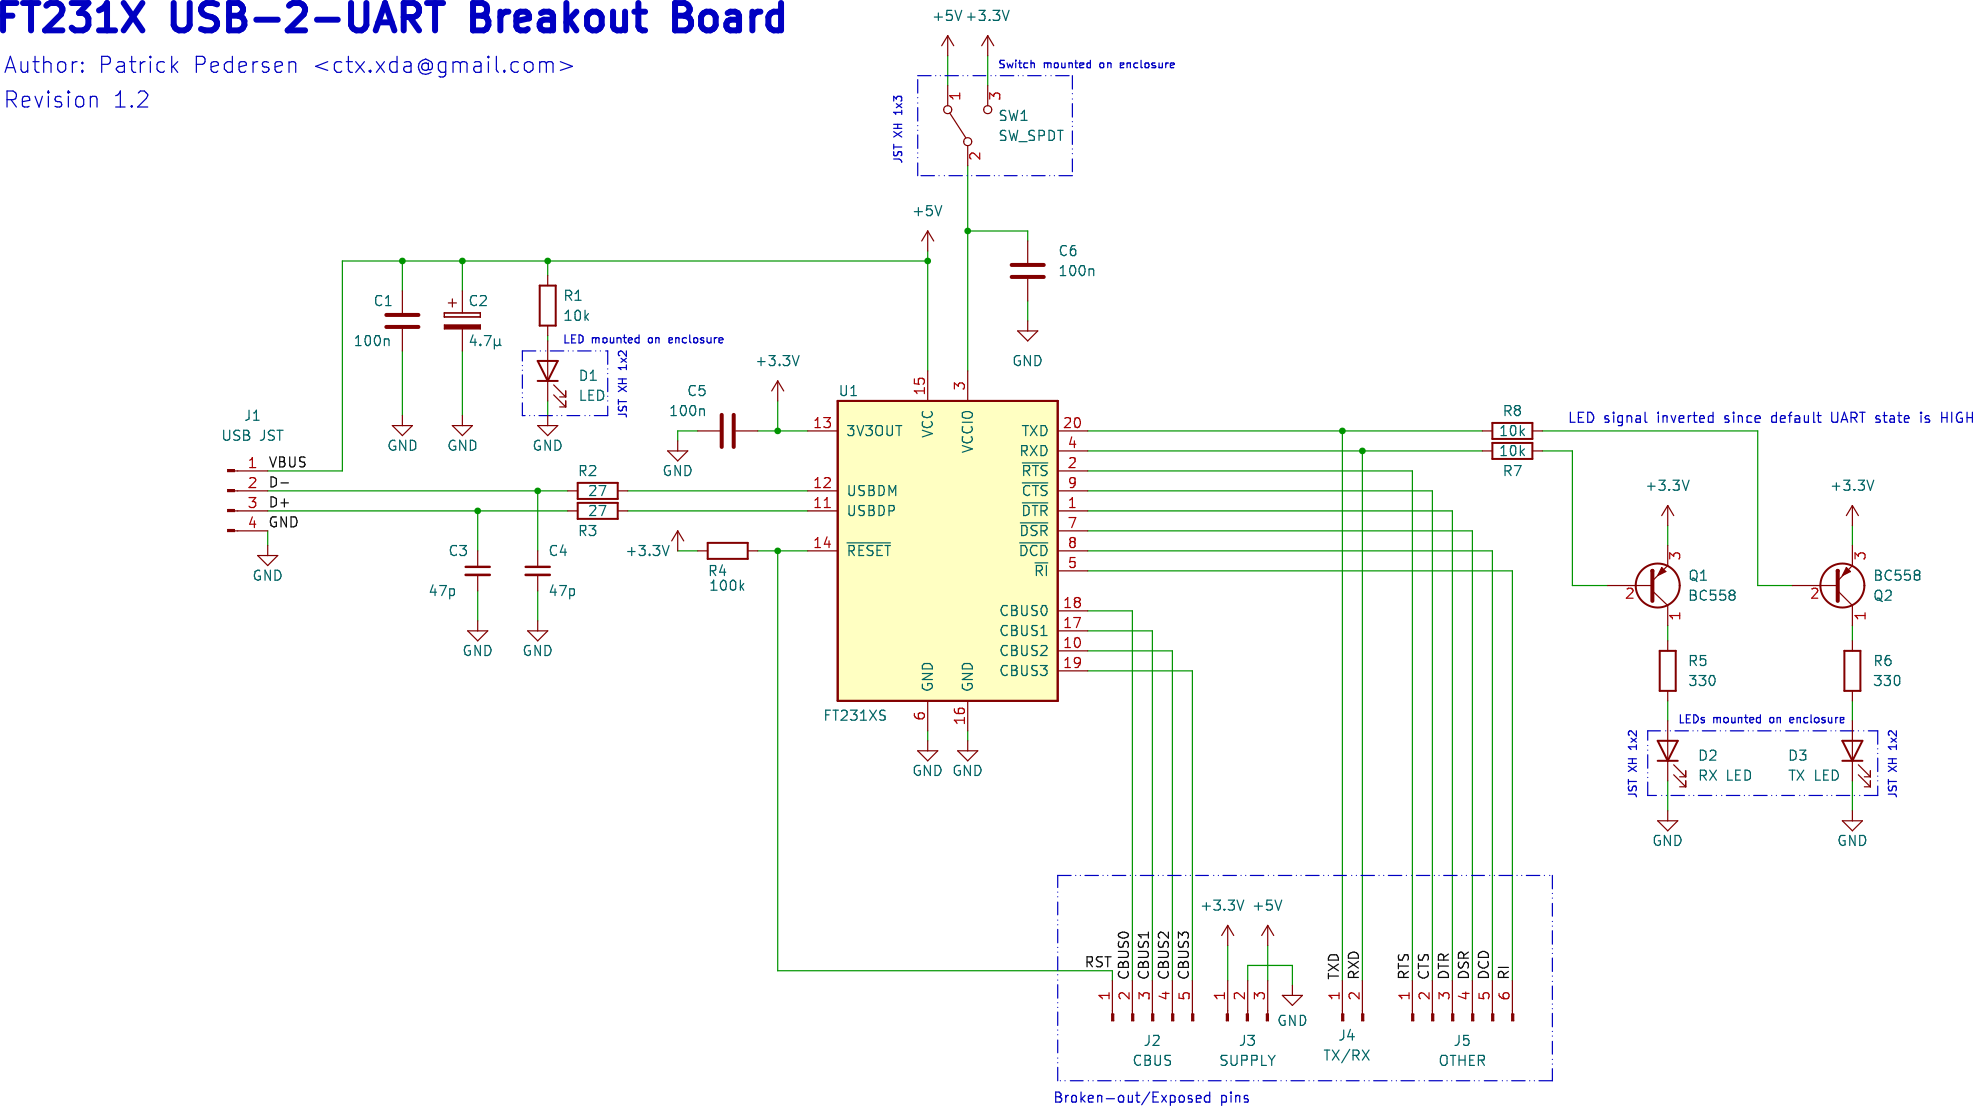 FT231X USB-2-UART Breakout Board
Author: Patrick Pedersen <ctx.xda@gmail.com>
Revision 1.2
+5V +3.3V
Switch mounted on enclosure
JST XH 1x3
1
3
SW1
SW_SPDT
2
+5V
C6
100n
GND
C1
100n
GND
+
C2
4.7µ
GND
R1
10k
LED mounted on enclosure
D1
LED
JST XH 1x2
GND
+3.3V
C5
100n
GND
J1
USB JST
1 VBUS
2 D-
3 D+
4 GND
GND
R2
27
27
R3
C3
47p
GND
C4
47p
GND
+3.3V
R4
100k
U1
15
3
VCC
VCCIO
13 3V3OUT
12 USBDM
11 USBDP
14 RESET
TXD 20
RXD 4
RTS 2
CTS 9
DTR 1
DSR 7
DCD 8
RI 5
CBUS0 18
CBUS1 17
CBUS2 10
CBUS3 19
GND
GND
6
16
FT231XS
GND
GND
R8
10k
10k
R7
LED signal inverted since default UART state is HIGH
+3.3V
3
2
1
Q1
BC558
R5
330
+3.3V
3
2
1
BC558
Q2
R6
330
LEDs mounted on enclosure
JST XH 1x2
D2
RX LED
D3
TX LED
JST XH 1x2
GND
GND
+3.3V +5V
RST
CBUS0
CBUS1
CBUS2
CBUS3
1
2
3
4
5
J2
CBUS
1
2
3
GND
J3
SUPPLY
TXD
RXD
1
2
J4
TX/RX
RTS
CTS
DTR
DSR
DCD
RI
1
2
3
4
5
6
J5
OTHER
Broken-out/Exposed pins